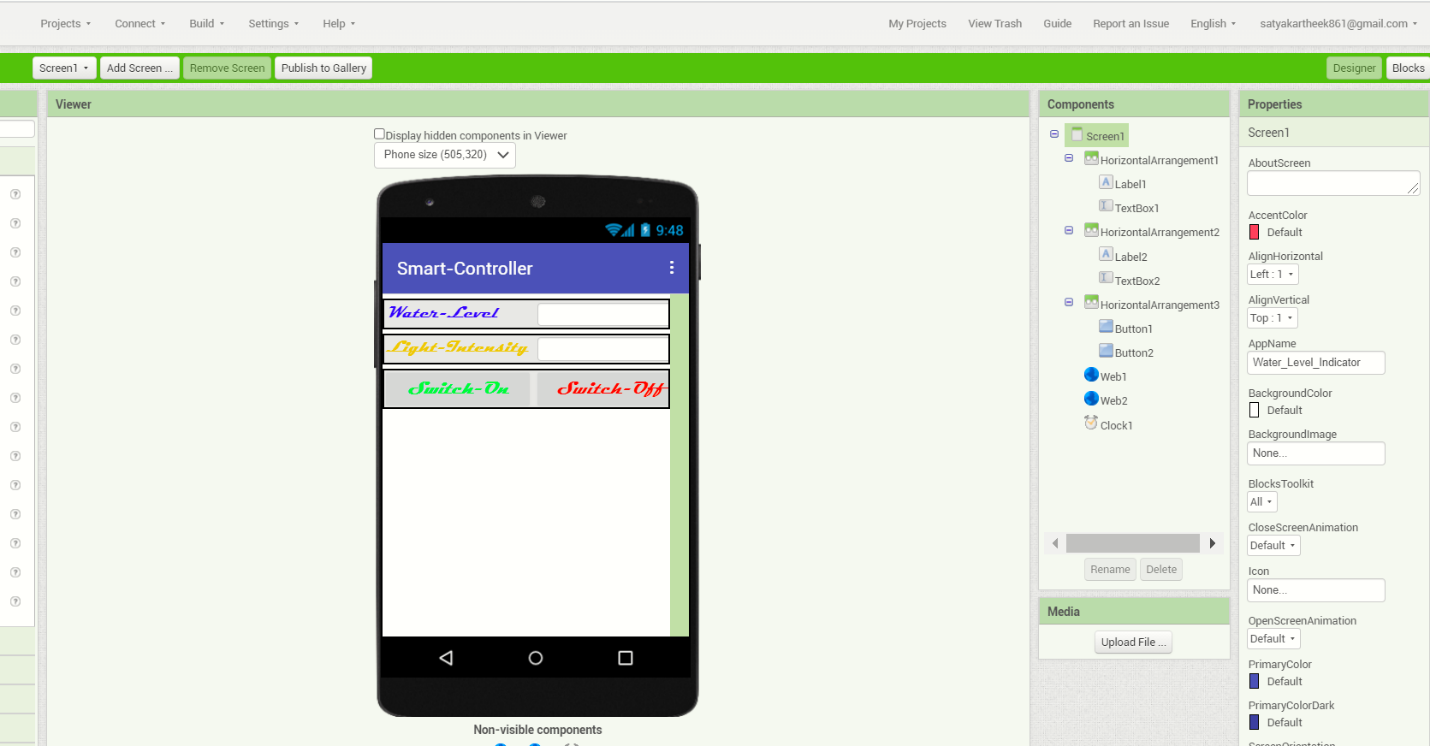 Projects Connect Build Settings Help My Projects View Trash Guide Report an Issue English satyakartheek861@gmail.com
Screen1 Add Screen ... Remove Screen Publish to Gallery Designer Blocks
Viewer
Display hidden components in Viewer
Phone size (505,320)
9:48
Smart-Controller
Water-Level
Light-Intensity
Switch-On Switch-Off
Non-visible components
Components
Screen1
HorizontalArrangement1
Label1
TextBox1
HorizontalArrangement2
Label2
TextBox2
HorizontalArrangement3
Button1
Button2
Web1
Web2
Clock1
Rename Delete
Media
Upload File ...
Properties
Screen1
AboutScreen
AccentColor
Default
AlignHorizontal
Left : 1
AlignVertical
Top : 1
AppName
Water_Level_Indicator
BackgroundColor
Default
BackgroundImage
None...
BlocksToolkit
All
CloseScreenAnimation
Default
Icon
None...
OpenScreenAnimation
Default
PrimaryColor
Default
PrimaryColorDark
Default
ScreenOrientation